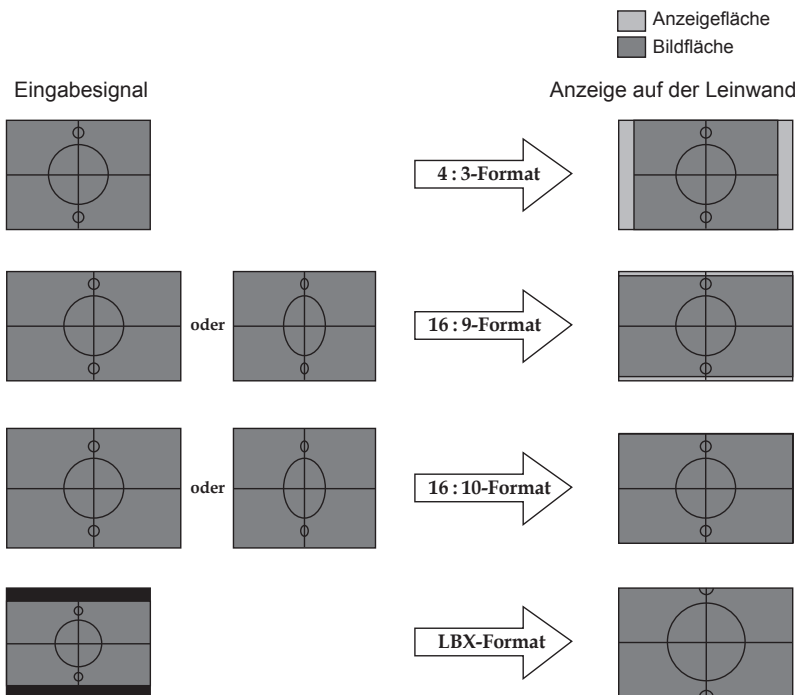 Anzeigefläche
Bildfläche
Eingabesignal
Anzeige auf der Leinwand
4 : 3-Format
oder
16 : 9-Format
oder
16 : 10-Format
LBX-Format